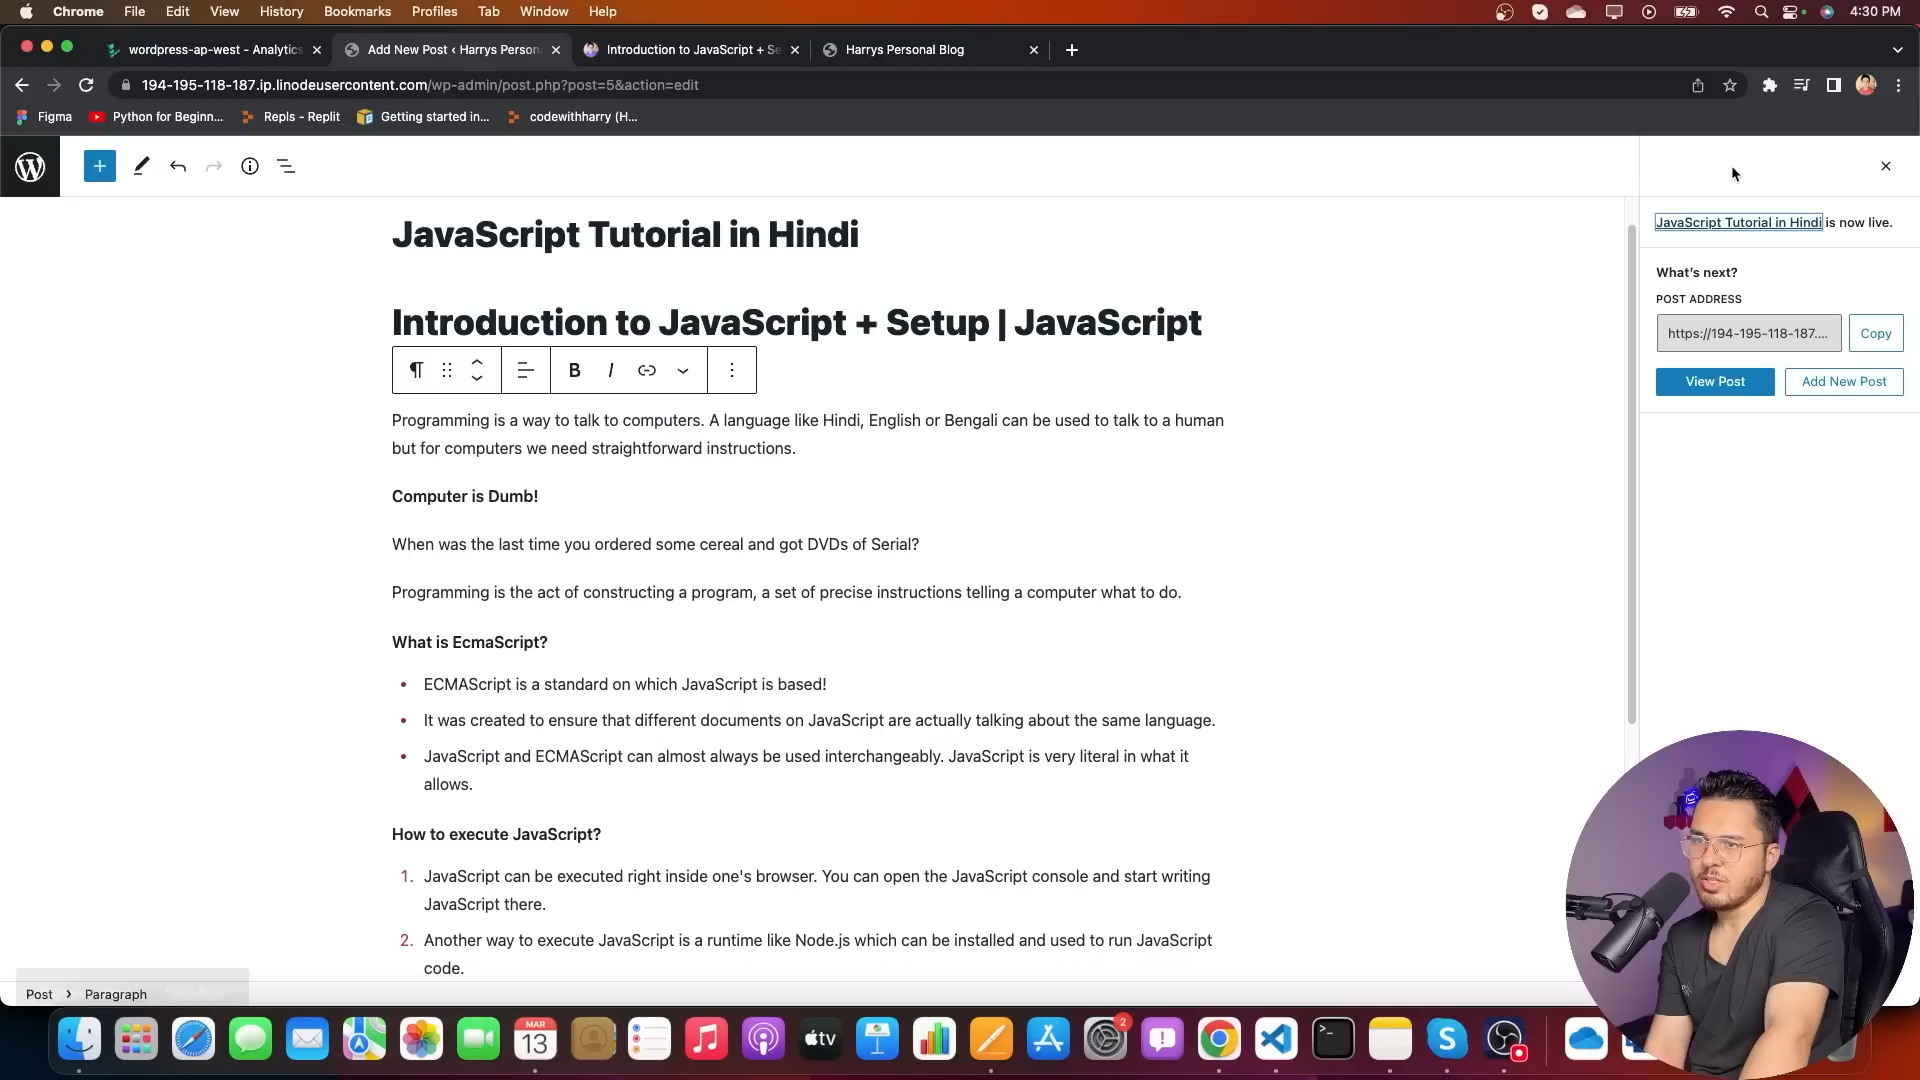 Chrome File Edit View History Bookmarks Profiles Tab Window Help 4:30 PM
wordpress-ap-west - Analytics Add New Post ‹ Harrys Person Introduction to JavaScript + Se Harrys Personal Blog
194-195-118-187.ip.linodeusercontent.com/wp-admin/post.php?post=5&action=edit
Figma Python for Beginn... Repls - Replit Getting started in... codewithharry (H...
JavaScript Tutorial in Hindi
Introduction to JavaScript + Setup | JavaScript
B I
Programming is a way to talk to computers. A language like Hindi, English or Bengali can be used to talk to a human
but for computers we need straightforward instructions.
Computer is Dumb!
When was the last time you ordered some cereal and got DVDs of Serial?
Programming is the act of constructing a program, a set of precise instructions telling a computer what to do.
What is EcmaScript?
• ECMAScript is a standard on which JavaScript is based!
• It was created to ensure that different documents on JavaScript are actually talking about the same language.
• JavaScript and ECMAScript can almost always be used interchangeably. JavaScript is very literal in what it
allows.
How to execute JavaScript?
1. JavaScript can be executed right inside one's browser. You can open the JavaScript console and start writing
JavaScript there.
2. Another way to execute JavaScript is a runtime like Node.js which can be installed and used to run JavaScript
code.
Post › Paragraph
JavaScript Tutorial in Hindi is now live.
What's next?
POST ADDRESS
https://194-195-118-187.... Copy
View Post Add New Post
MAR
13
tv
2